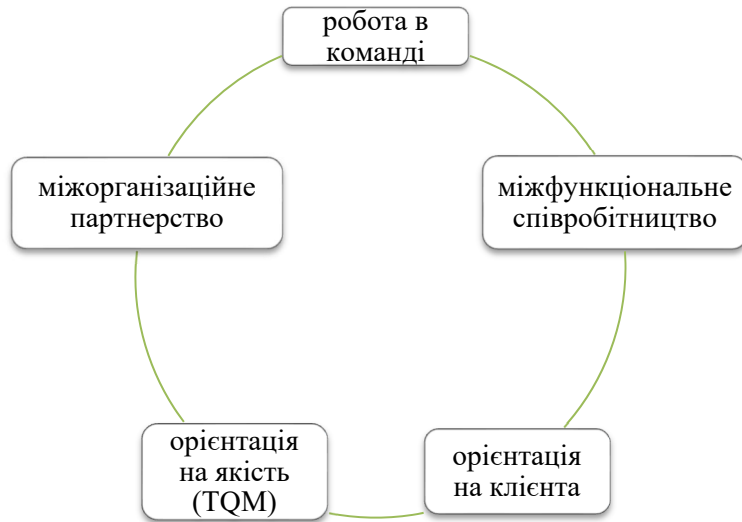 робота в
команді
міжорганізаційне
партнерство
міжфункціональне
співробітництво
орієнтація
на якість
(TQM)
орієнтація
на клієнта